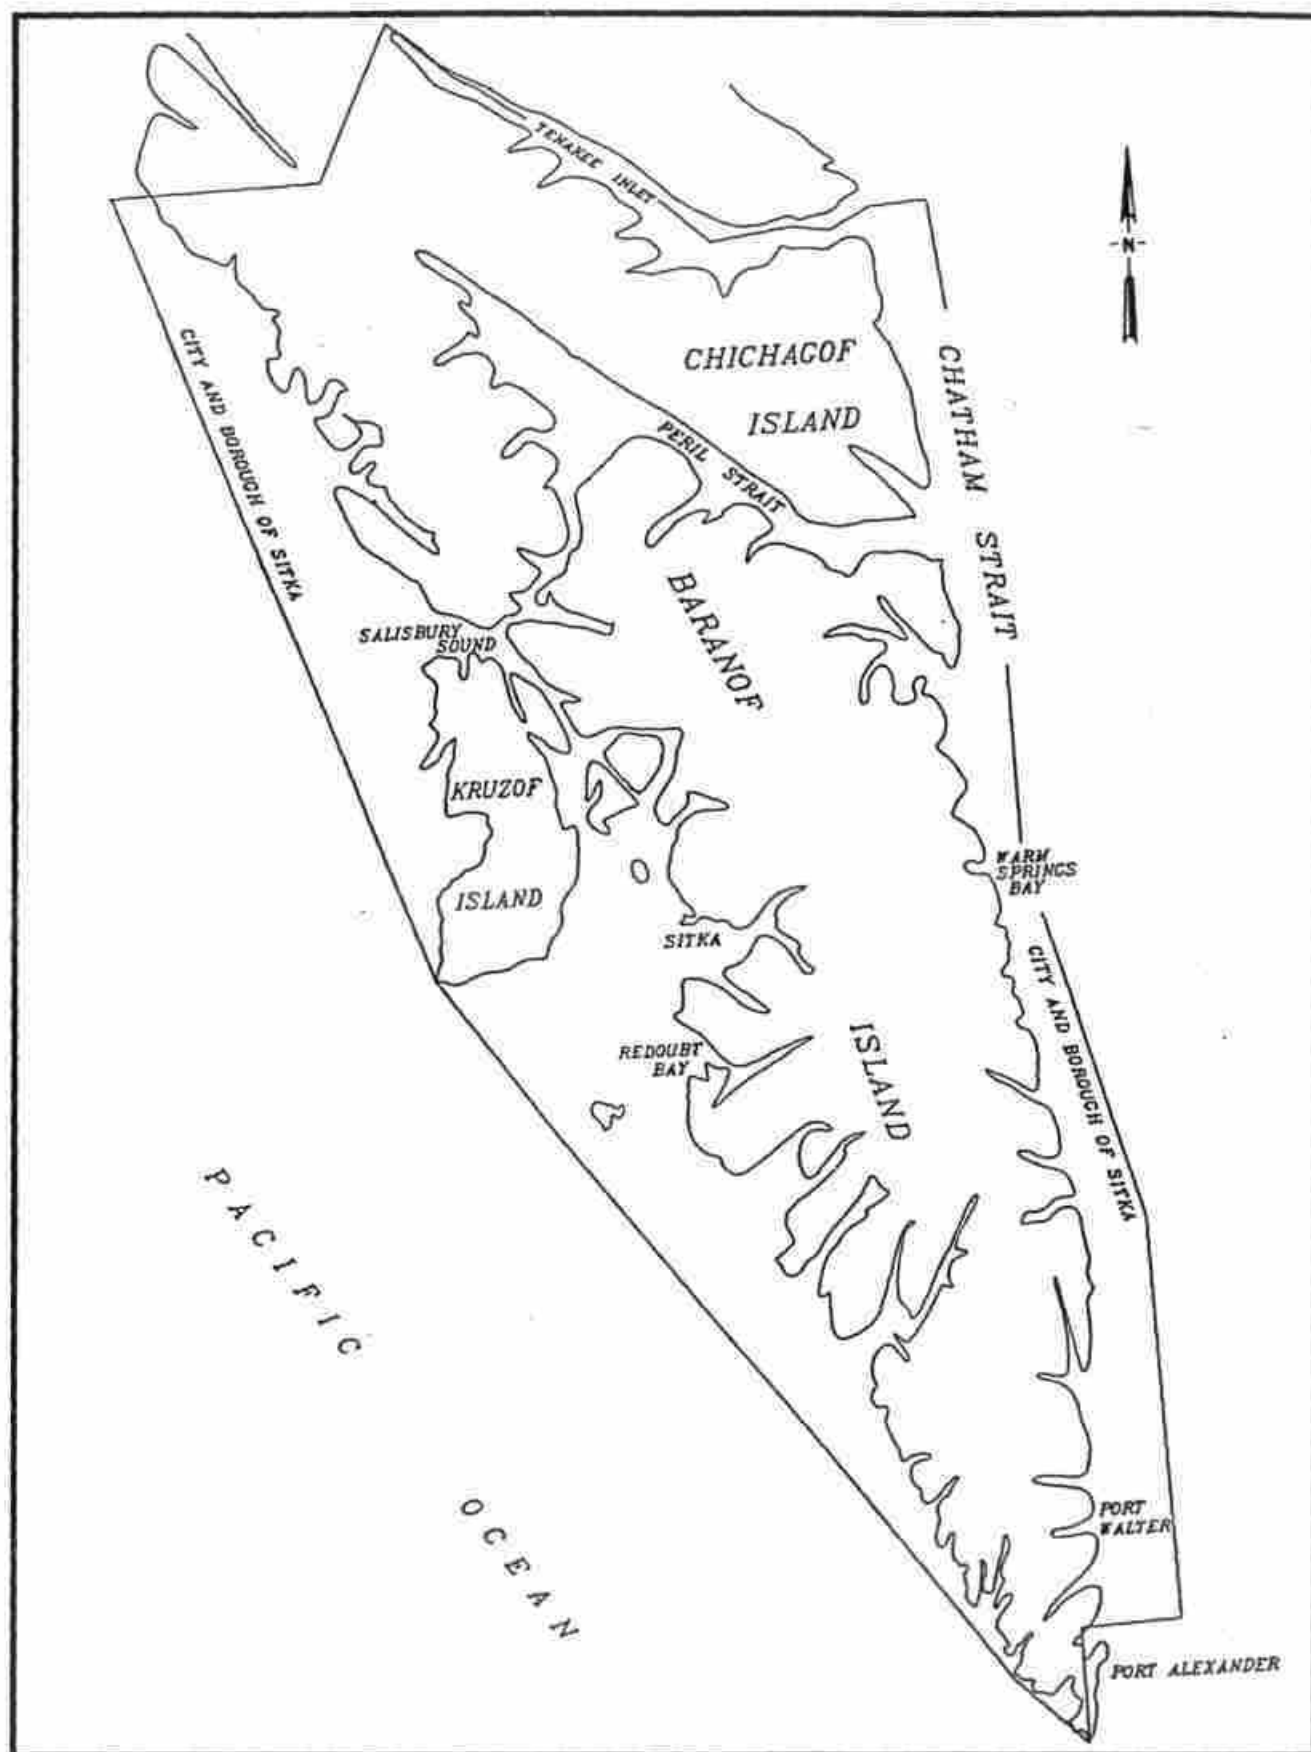 TENAKEE INLET
-N-
CHICHAGOF
ISLAND
CHATHAM STRAIT
CITY AND BOROUGH OF SITKA
PERIL STRAIT
BARANOF
ISLAND
SALISBURY
SOUND
KRUZOF
ISLAND
WARM
SPRINGS
BAY
SITKA
CITY AND BOROUGH OF SITKA
REDOUBT
BAY
PACIFIC
OCEAN
PORT
WALTER
PORT ALEXANDER